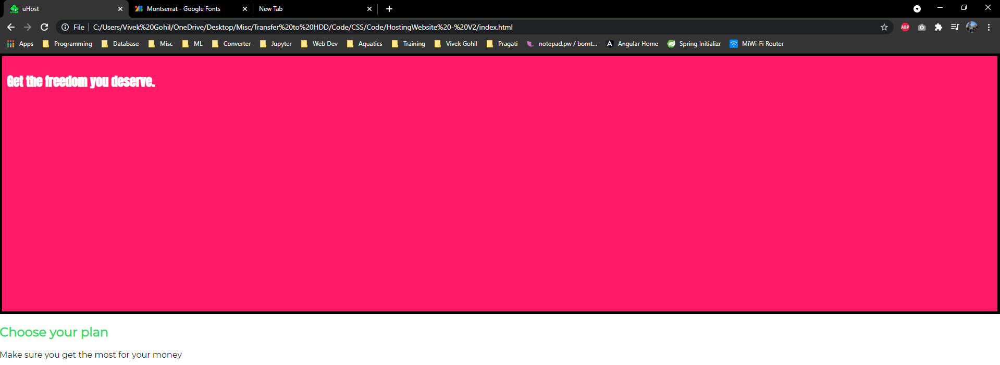 uHost
Montserrat - Google Fonts
New Tab
File
C:/Users/Vivek%20Gohil/OneDrive/Desktop/Misc/Transfer%20to%20HDD/Code/CSS/Code/HostingWebsite%20-%20V2/index.html
ABP
Apps Programming Database Misc ML Converter Jupyter Web Dev Aquatics Training Vivek Gohil Pragati notepad.pw / bornt... Angular Home Spring Initializr MiWi-Fi Router
Get the freedom you deserve.
Choose your plan
Make sure you get the most for your money